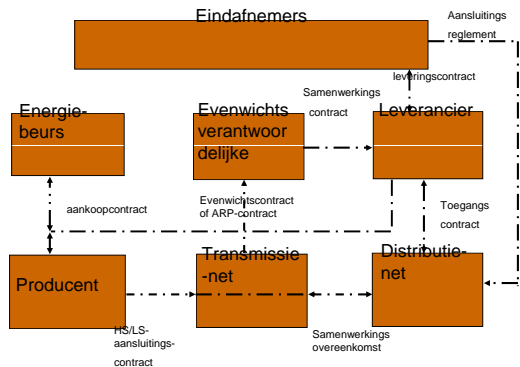 Eindafnemers
Aansluitings
reglement
leveringscontract
Samenwerkings
contract
Energie-
beurs
Evenwichts
verantwoor
delijke
Leverancier
aankoopcontract
Evenwichtscontract
of ARP-contract
Toegangs
contract
Producent
Transmissie
-net
Distributie-
net
HS/LS-
aansluitings-
contract
Samenwerkings
overeenkomst